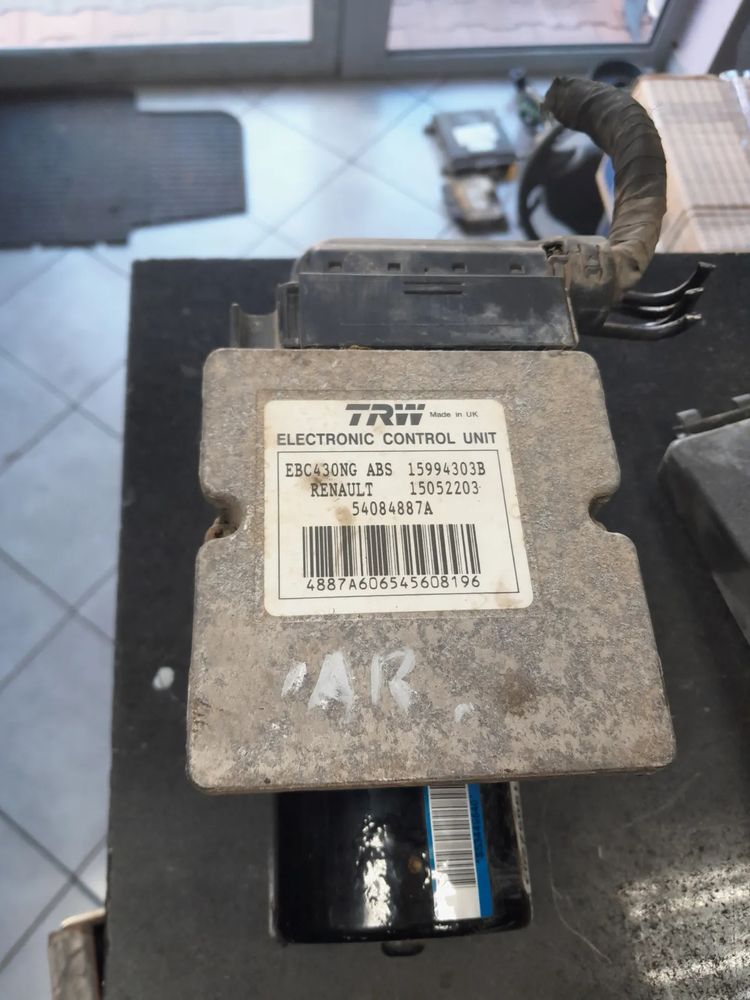 TRW Made in UK
ELECTRONIC CONTROL UNIT
EBC430NG ABS 15994303B
RENAULT 15052203
54084887A
4887A606545608196
AR